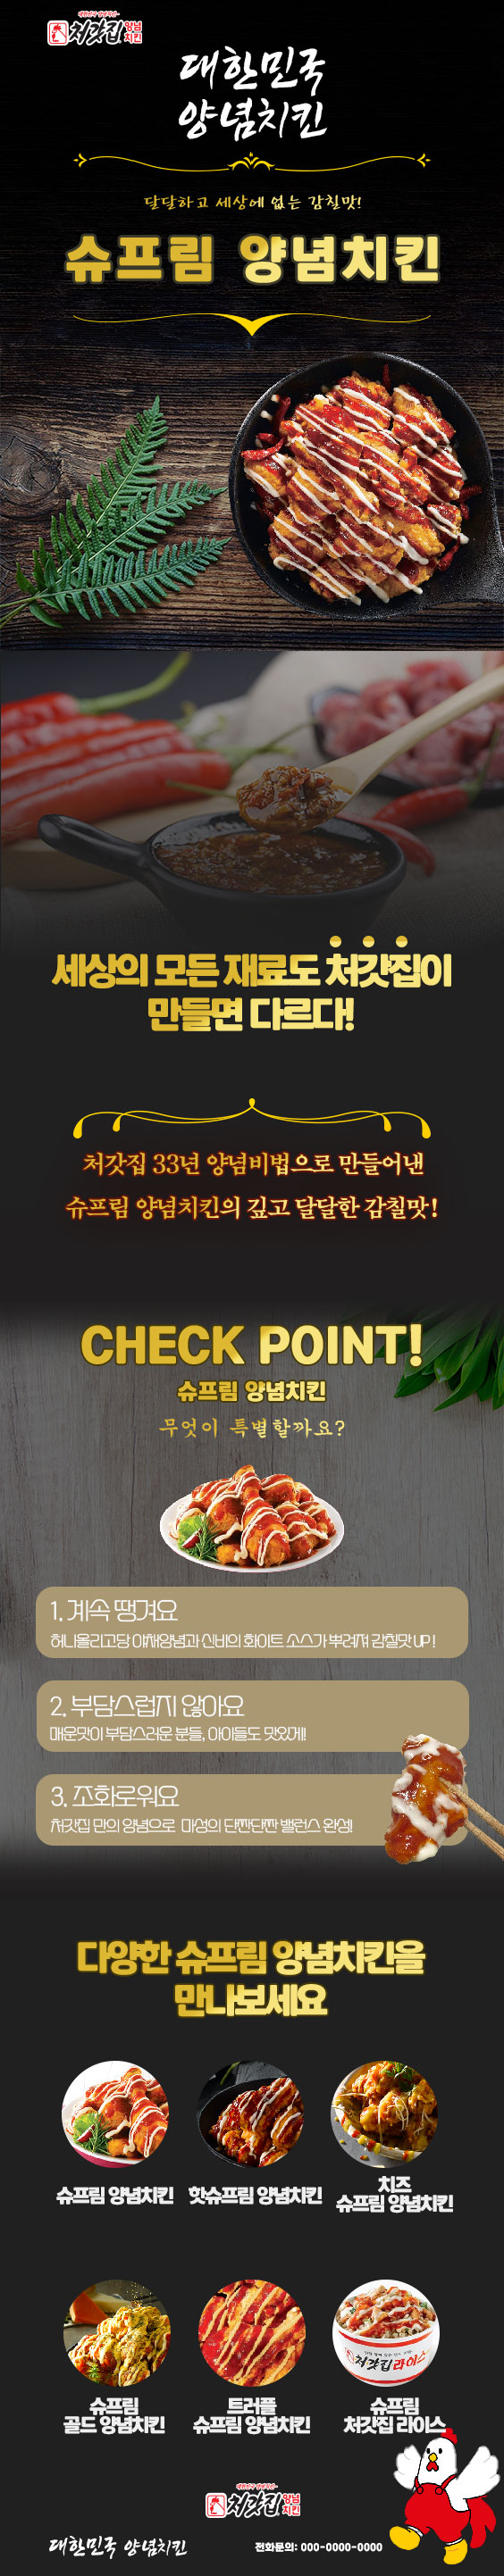 처갓집 양념치킨
대한민국
양념치킨
달달하고 세상에 없는 감칠맛!
슈프림 양념치킨
세상의 모든 재료도 처갓집이
만들면 다르다!
처갓집 33년 양념비법으로 만들어낸
슈프림 양념치킨의 깊고 달달한 감칠맛!
CHECK POINT!
슈프림 양념치킨
무엇이 특별할까요?
1. 계속 땡겨요
허니올리고당 야채양념과 신비의 화이트 소스가 뿌려져 감칠맛 UP!
2. 부담스럽지 않아요
매운맛이 부담스러운 분들, 아이들도 맛있게!
3. 조화로워요
처갓집 만의 양념으로 마성의 단짠단짠 밸런스 완성!
다양한 슈프림 양념치킨을
만나보세요
슈프림 양념치킨
핫슈프림 양념치킨
치즈
슈프림 양념치킨
처갓집 라이스
슈프림
골드 양념치킨
트러플
슈프림 양념치킨
슈프림
처갓집 라이스
처갓집 양념치킨
대한민국 양념치킨
전화문의: 000-0000-0000